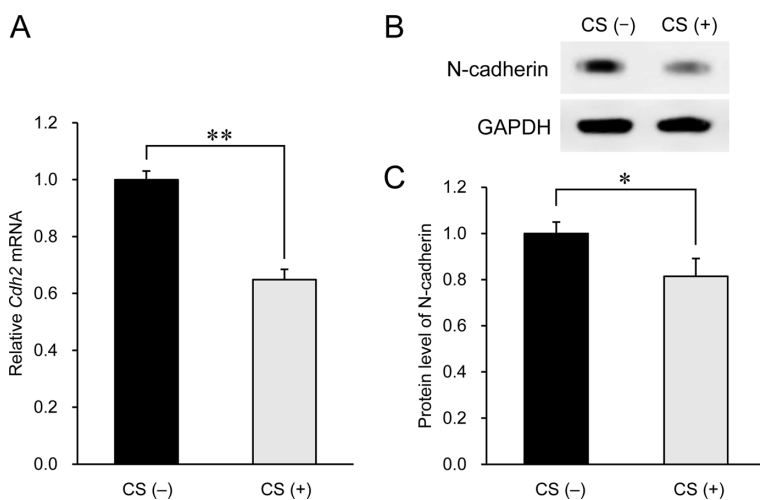 A
Relative Cdh2 mRNA
1.2
1.0
0.8
0.6
0.4
0.2
0.0
**
CS (−)
CS (+)
B
CS (−) CS (+)
N-cadherin
GAPDH
C
Protein level of N-cadherin
1.2
1.0
0.8
0.6
0.4
0.2
0.0
*
CS (−)
CS (+)